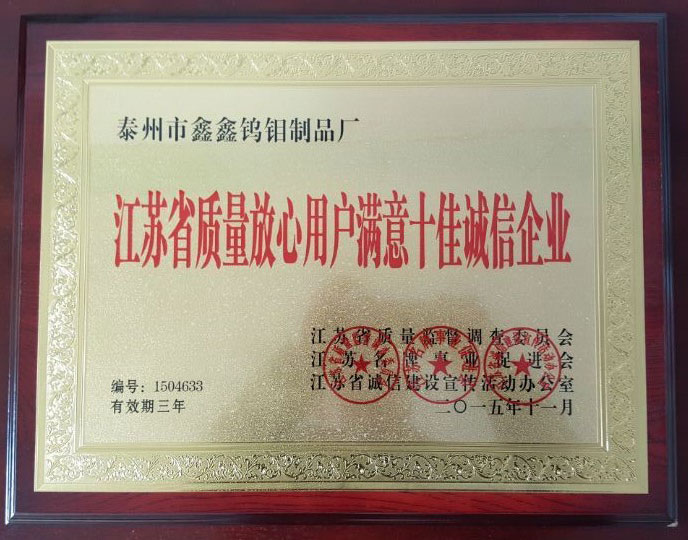 泰州市鑫鑫钨钼制品厂
江苏省质量放心用户满意十佳诚信企业
江苏省质量监督调查委员会
江苏名牌事业促进会
江苏省诚信建设宣传活动办公室
二〇一五年十一月
编号：1504633
有效期三年